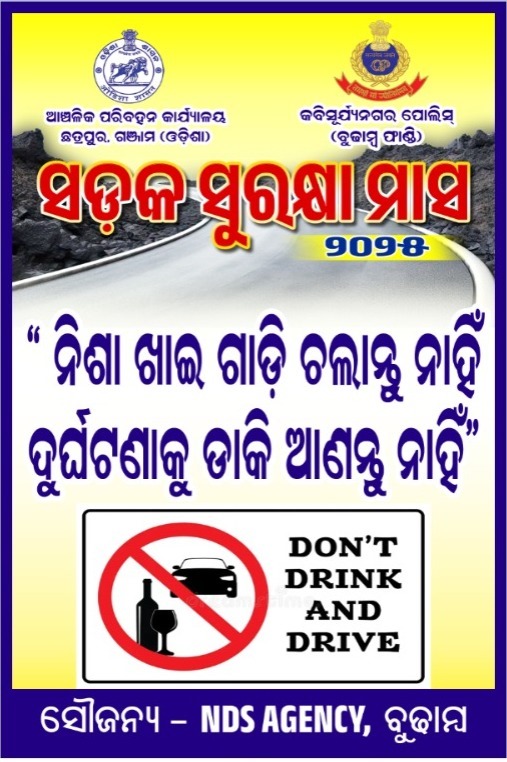 ଆଞ୍ଚଳିକ ପରିବହନ କାର୍ଯ୍ୟାଳୟ
ଛତ୍ରପୁର, ଗଞ୍ଜାମ (ଓଡ଼ିଶା)
କବିସୂର୍ଯ୍ୟନଗର ପୋଲିସ୍
(ବୁଢାମ୍ବ ଫାଣ୍ଡି)
ସଡ଼କ ସୁରକ୍ଷା ମାସ
୨୦୨୫
“ ନିଶା ଖାଇ ଗାଡ଼ି ଚଲାନ୍ତୁ ନାହିଁ
ଦୁର୍ଘଟଣାକୁ ଡାକି ଆଣନ୍ତୁ ନାହିଁ”
DON'T
DRINK
AND
DRIVE
ସୌଜନ୍ୟ – NDS AGENCY, ବୁଢାମ୍ବ